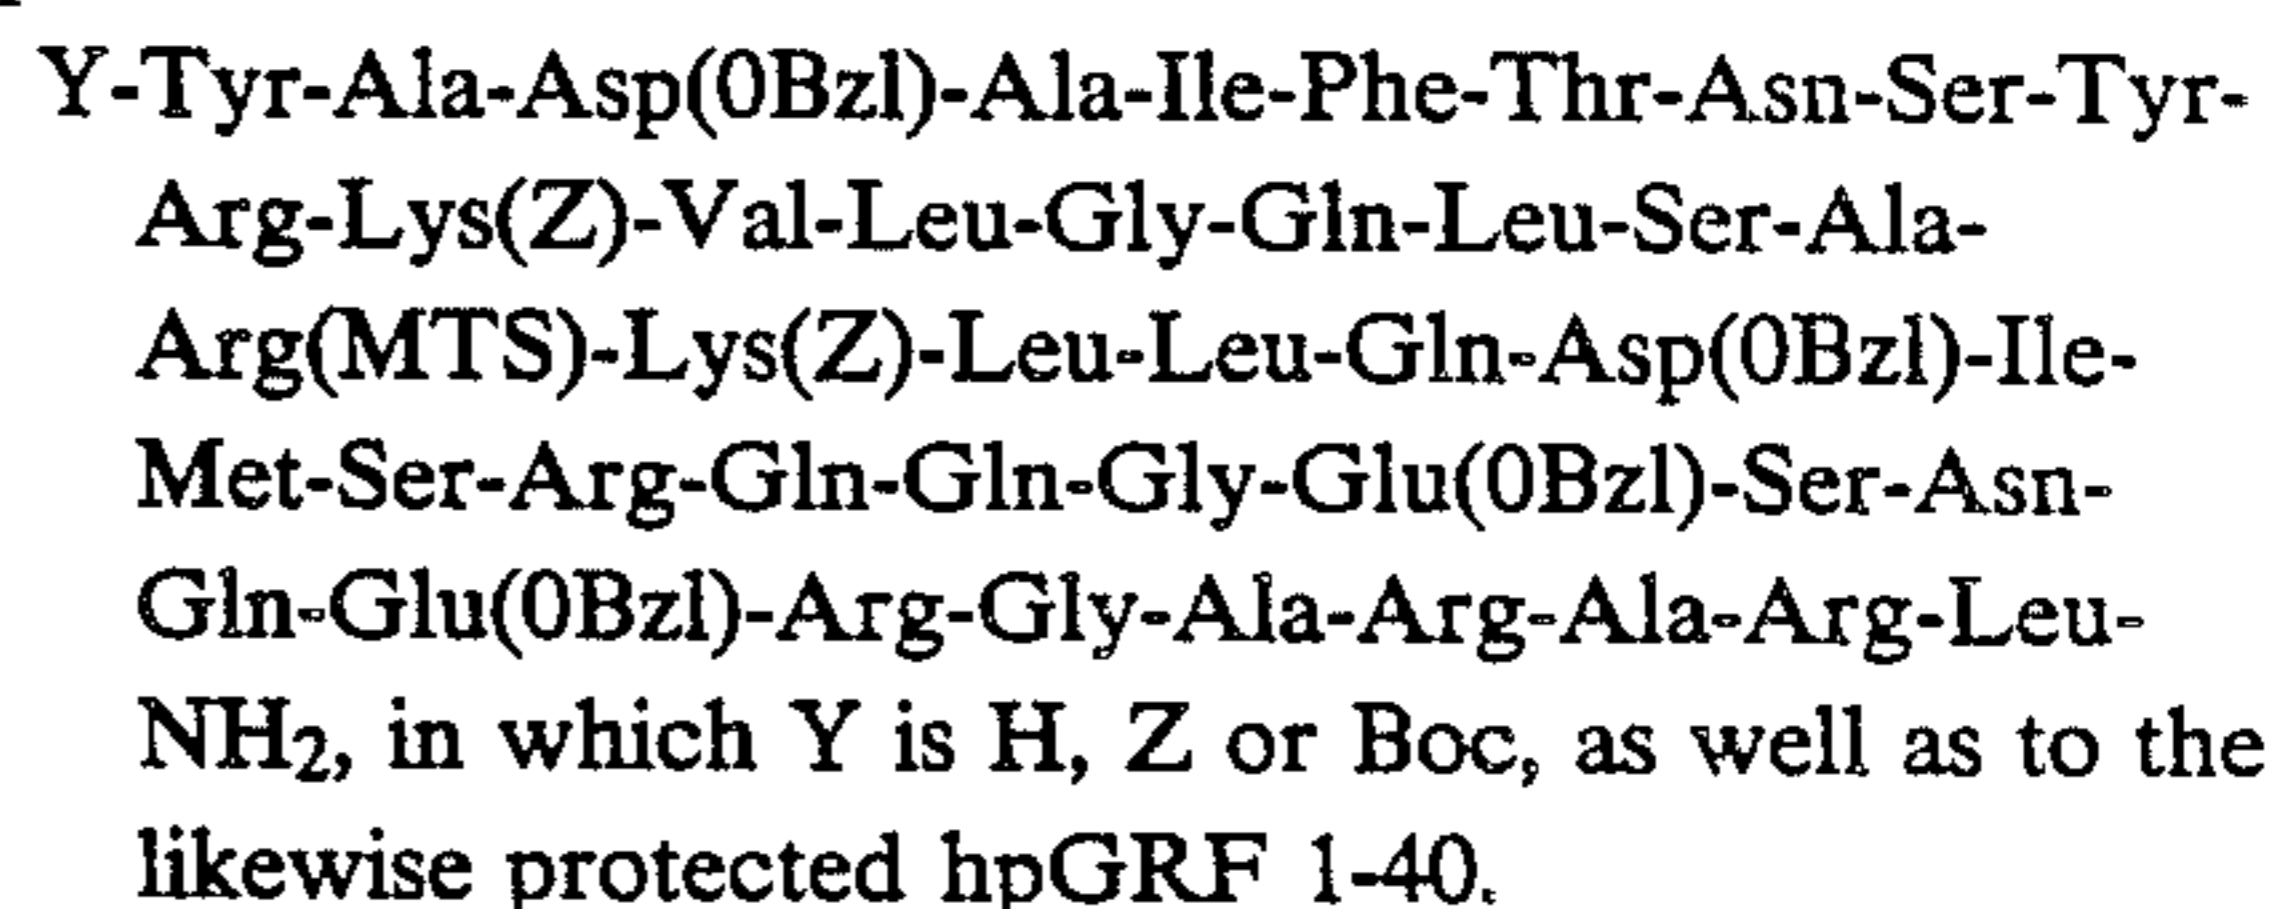 Y-Tyr-Ala-Asp(0Bzl)-Ala-Ile-Phe-Thr-Asn-Ser-Tyr-
Arg-Lys(Z)-Val-Leu-Gly-Gln-Leu-Ser-Ala-
Arg(MTS)-Lys(Z)-Leu-Leu-Gln-Asp(0Bzl)-Ile-
Met-Ser-Arg-Gln-Gln-Gly-Glu(0Bzl)-Ser-Asn-
Gln-Glu(0Bzl)-Arg-Gly-Ala-Arg-Ala-Arg-Leu-
NH₂, in which Y is H, Z or Boc, as well as to the
likewise protected hpGRF 1-40.